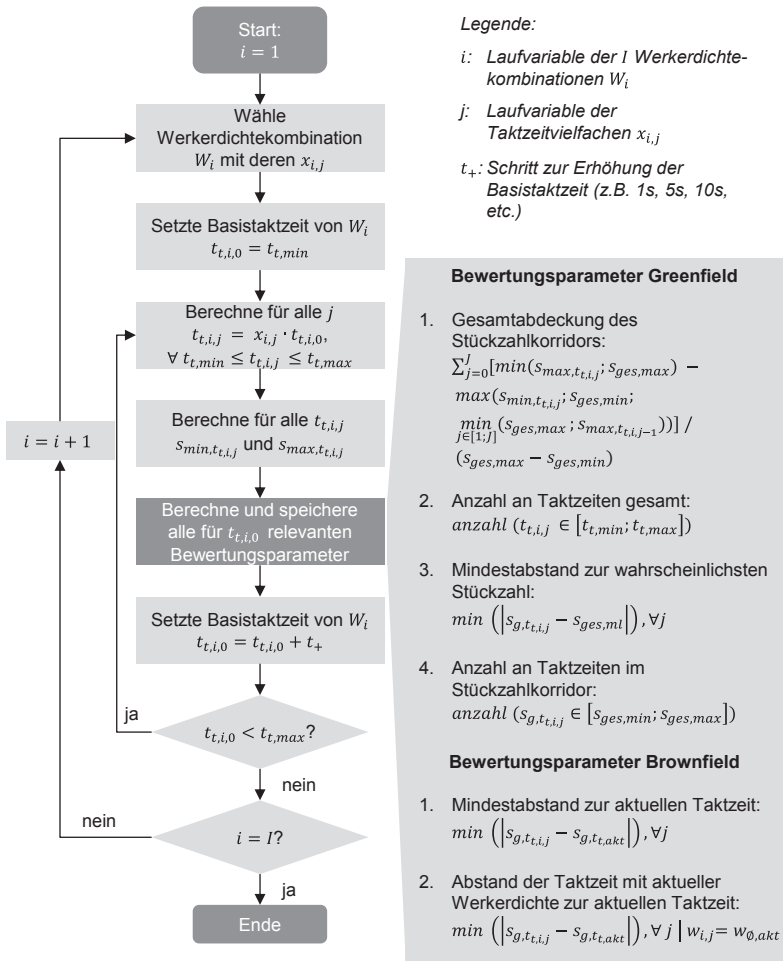 Start:
i = 1
Wähle
Werkerdichtekombination
W_i mit deren x_{i,j}
Setzte Basistaktzeit von W_i
t_{t,i,0} = t_{t,min}
Berechne für alle j
t_{t,i,j} = x_{i,j} · t_{t,i,0},
∀ t_{t,min} ≤ t_{t,i,j} ≤ t_{t,max}
i = i + 1
Berechne für alle t_{t,i,j}
s_{min,t_{t,i,j}} und s_{max,t_{t,i,j}}
Berechne und speichere
alle für t_{t,i,0} relevanten
Bewertungsparameter
Setzte Basistaktzeit von W_i
t_{t,i,0} = t_{t,i,0} + t_+
ja
t_{t,i,0} < t_{t,max}?
nein
nein
i = I?
ja
Ende
Legende:
i: Laufvariable der I Werkerdichte-
kombinationen W_i
j: Laufvariable der
Taktzeitvielfachen x_{i,j}
t_+: Schritt zur Erhöhung der
Basistaktzeit (z.B. 1s, 5s, 10s,
etc.)
Bewertungsparameter Greenfield
1. Gesamtabdeckung des
Stückzahlkorridors:
∑_{j=0}^{J}[min(s_{max,t_{t,i,j}}; s_{ges,max}) −
max(s_{min,t_{t,i,j}}; s_{ges,min};
min_{j∈[1;J]}(s_{ges,max}; s_{max,t_{t,i,j−1}}))] /
(s_{ges,max} − s_{ges,min})
2. Anzahl an Taktzeiten gesamt:
anzahl (t_{t,i,j} ∈ [t_{t,min}; t_{t,max}])
3. Mindestabstand zur wahrscheinlichsten
Stückzahl:
min (|s_{g,t_{t,i,j}} − s_{ges,ml}|), ∀j
4. Anzahl an Taktzeiten im
Stückzahlkorridor:
anzahl (s_{g,t_{t,i,j}} ∈ [s_{ges,min}; s_{ges,max}])
Bewertungsparameter Brownfield
1. Mindestabstand zur aktuellen Taktzeit:
min (|s_{g,t_{t,i,j}} − s_{g,t_{t,akt}}|), ∀j
2. Abstand der Taktzeit mit aktueller
Werkerdichte zur aktuellen Taktzeit:
min (|s_{g,t_{t,i,j}} − s_{g,t_{t,akt}}|), ∀ j | w_{i,j} = w_{Ø,akt}